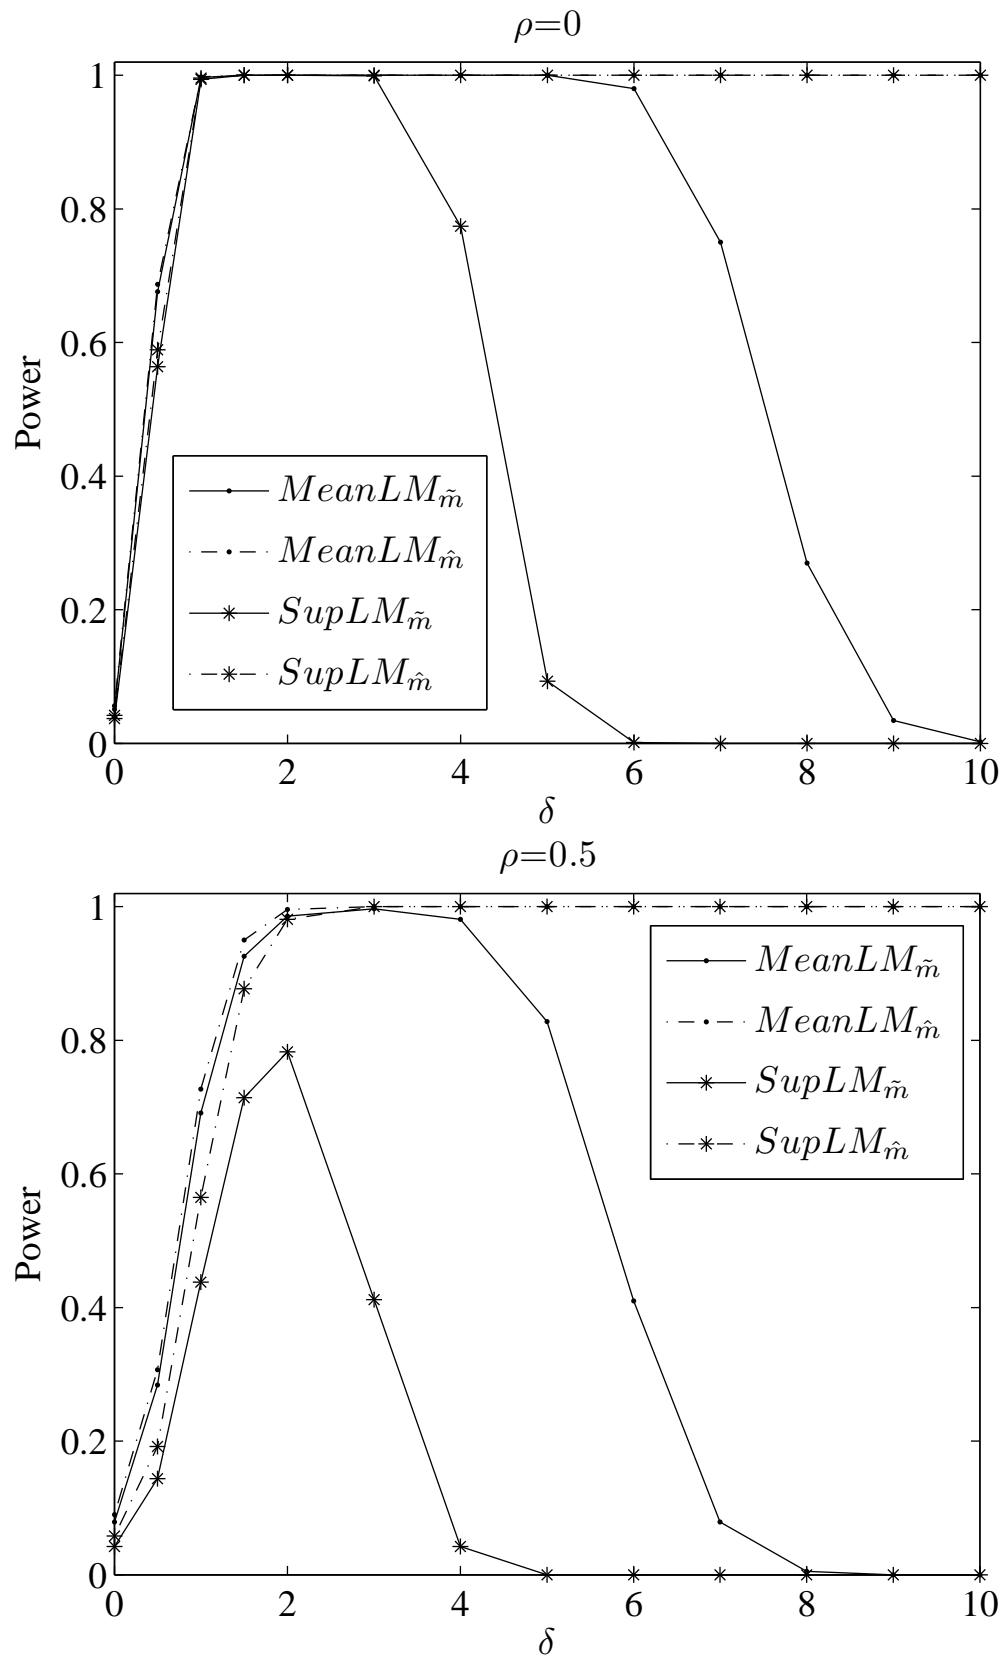 ρ=0
1
0.8
0.6
0.4
0.2
0
Power
MeanLM_m̃
MeanLM_m̂
SupLM_m̃
SupLM_m̂
0 2 4 6 8 10
δ
ρ=0.5
1
0.8
0.6
0.4
0.2
0
Power
MeanLM_m̃
MeanLM_m̂
SupLM_m̃
SupLM_m̂
0 2 4 6 8 10
δ